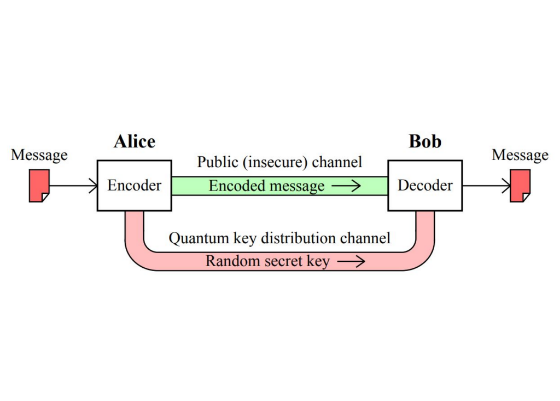 Alice
Bob
Message
Public (insecure) channel
Message
Encoder
Encoded message
Decoder
Quantum key distribution channel
Random secret key